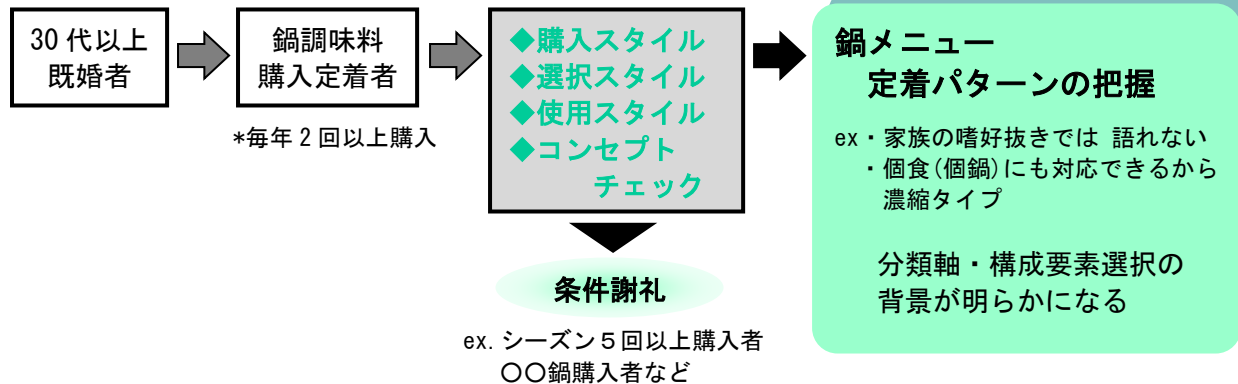 30代以上
既婚者
鍋調味料
購入定着者
*毎年2回以上購入
◆購入スタイル
◆選択スタイル
◆使用スタイル
◆コンセプト
チェック
条件謝礼
ex.シーズン5回以上購入者
〇〇鍋購入者など
鍋メニュー
定着パターンの把握
ex・家族の嗜好抜きでは 語れない
・個食(個鍋)にも対応できるから
濃縮タイプ
分類軸・構成要素選択の
背景が明らかになる